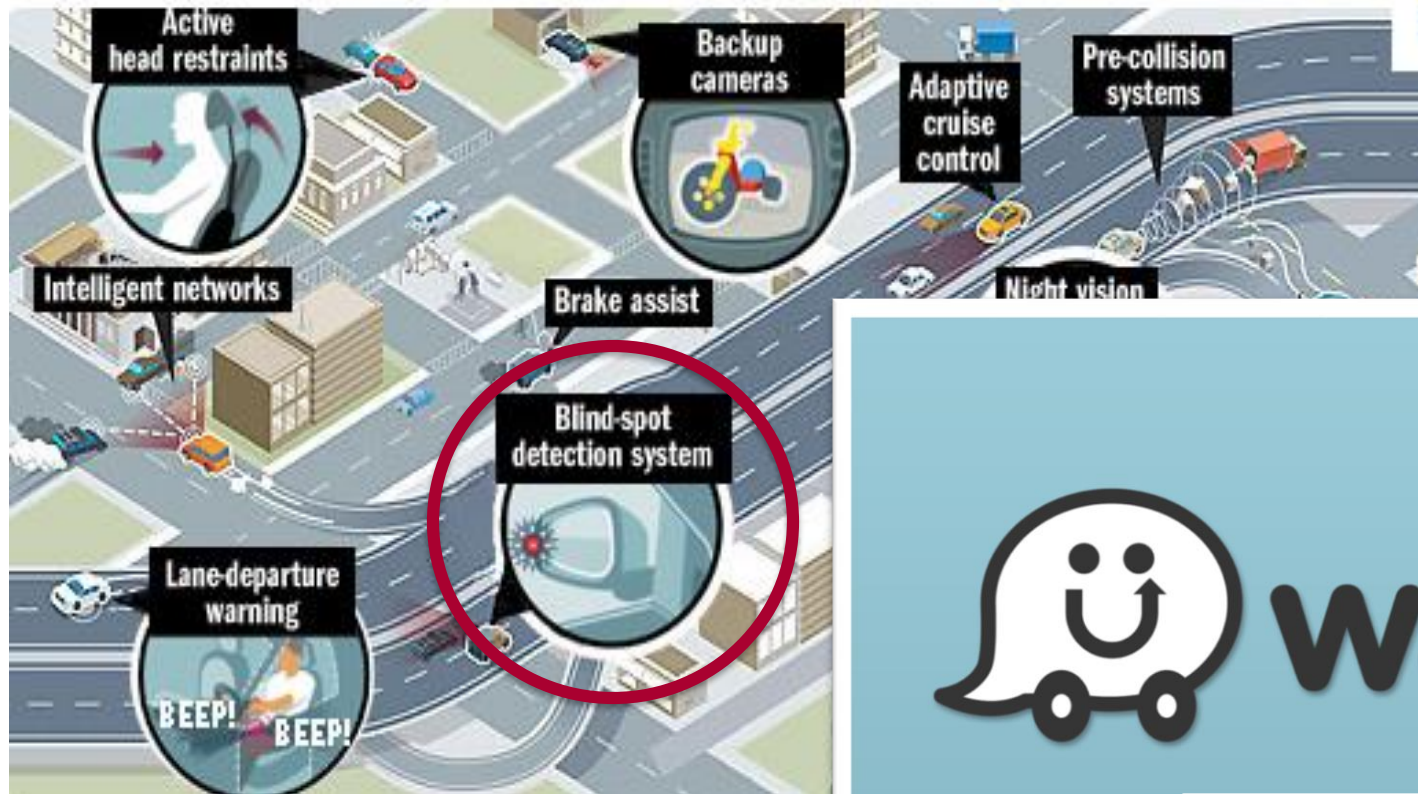 Active
head restraints
Backup
cameras
Adaptive
cruise
control
Pre-collision
systems
Intelligent networks
Brake assist
Night vision
Blind-spot
detection system
Lane-departure
warning
BEEP!
BEEP!
W